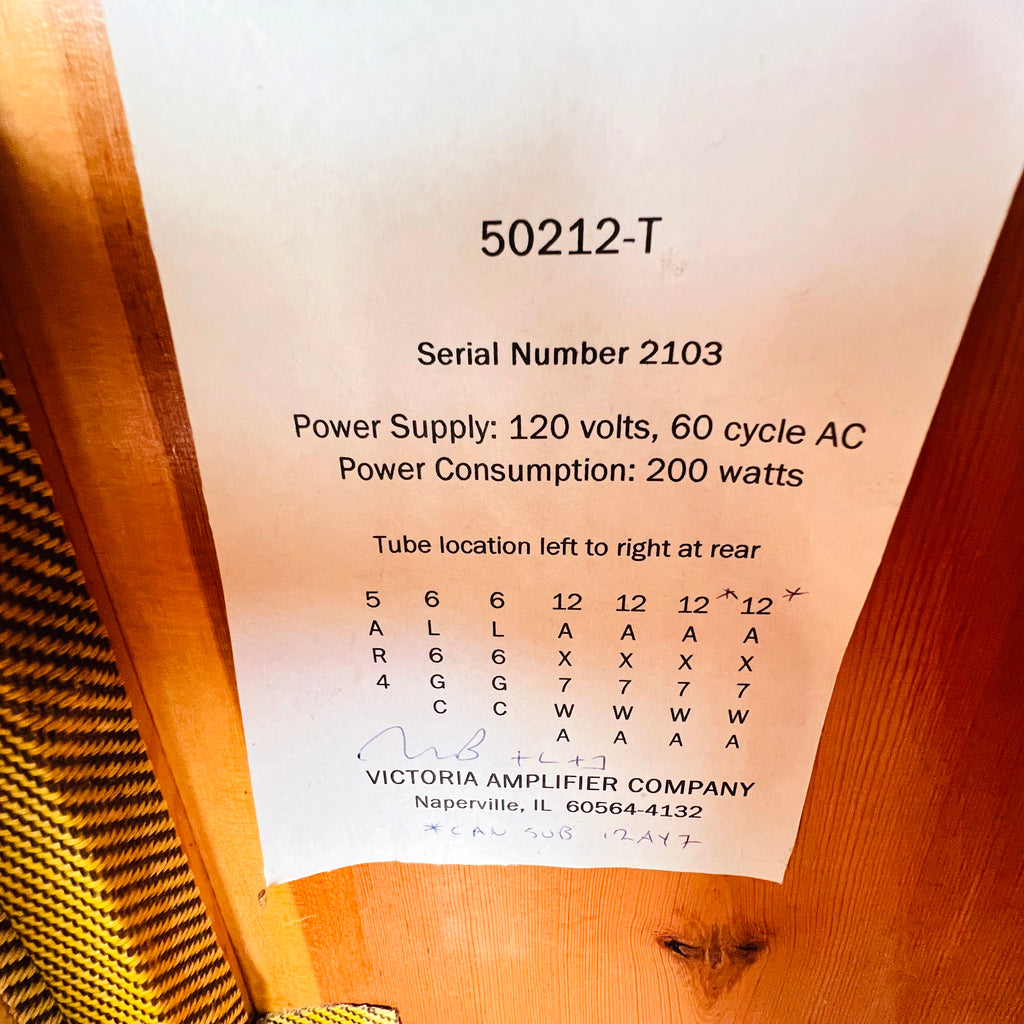 50212-T
Serial Number 2103
Power Supply: 120 volts, 60 cycle AC
Power Consumption: 200 watts
Tube location left to right at rear
5 6 6 12 12 12* 12*
A L L A A A A
R 6 6 X X X X
4 G G 7 7 7 7
C C W W W W
A A A A
VICTORIA AMPLIFIER COMPANY
Naperville, IL 60564-4132
*CAN SUB 12AY7